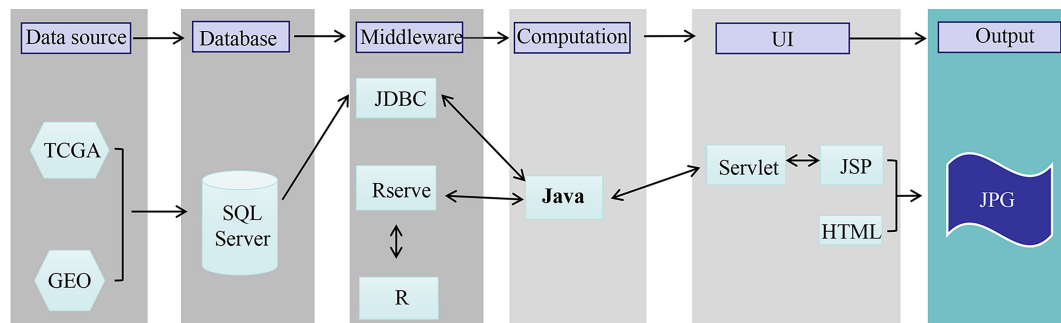 Data source
Database
Middleware
Computation
UI
Output
TCGA
GEO
SQL
Server
JDBC
Rserve
R
Java
Servlet
JSP
HTML
JPG